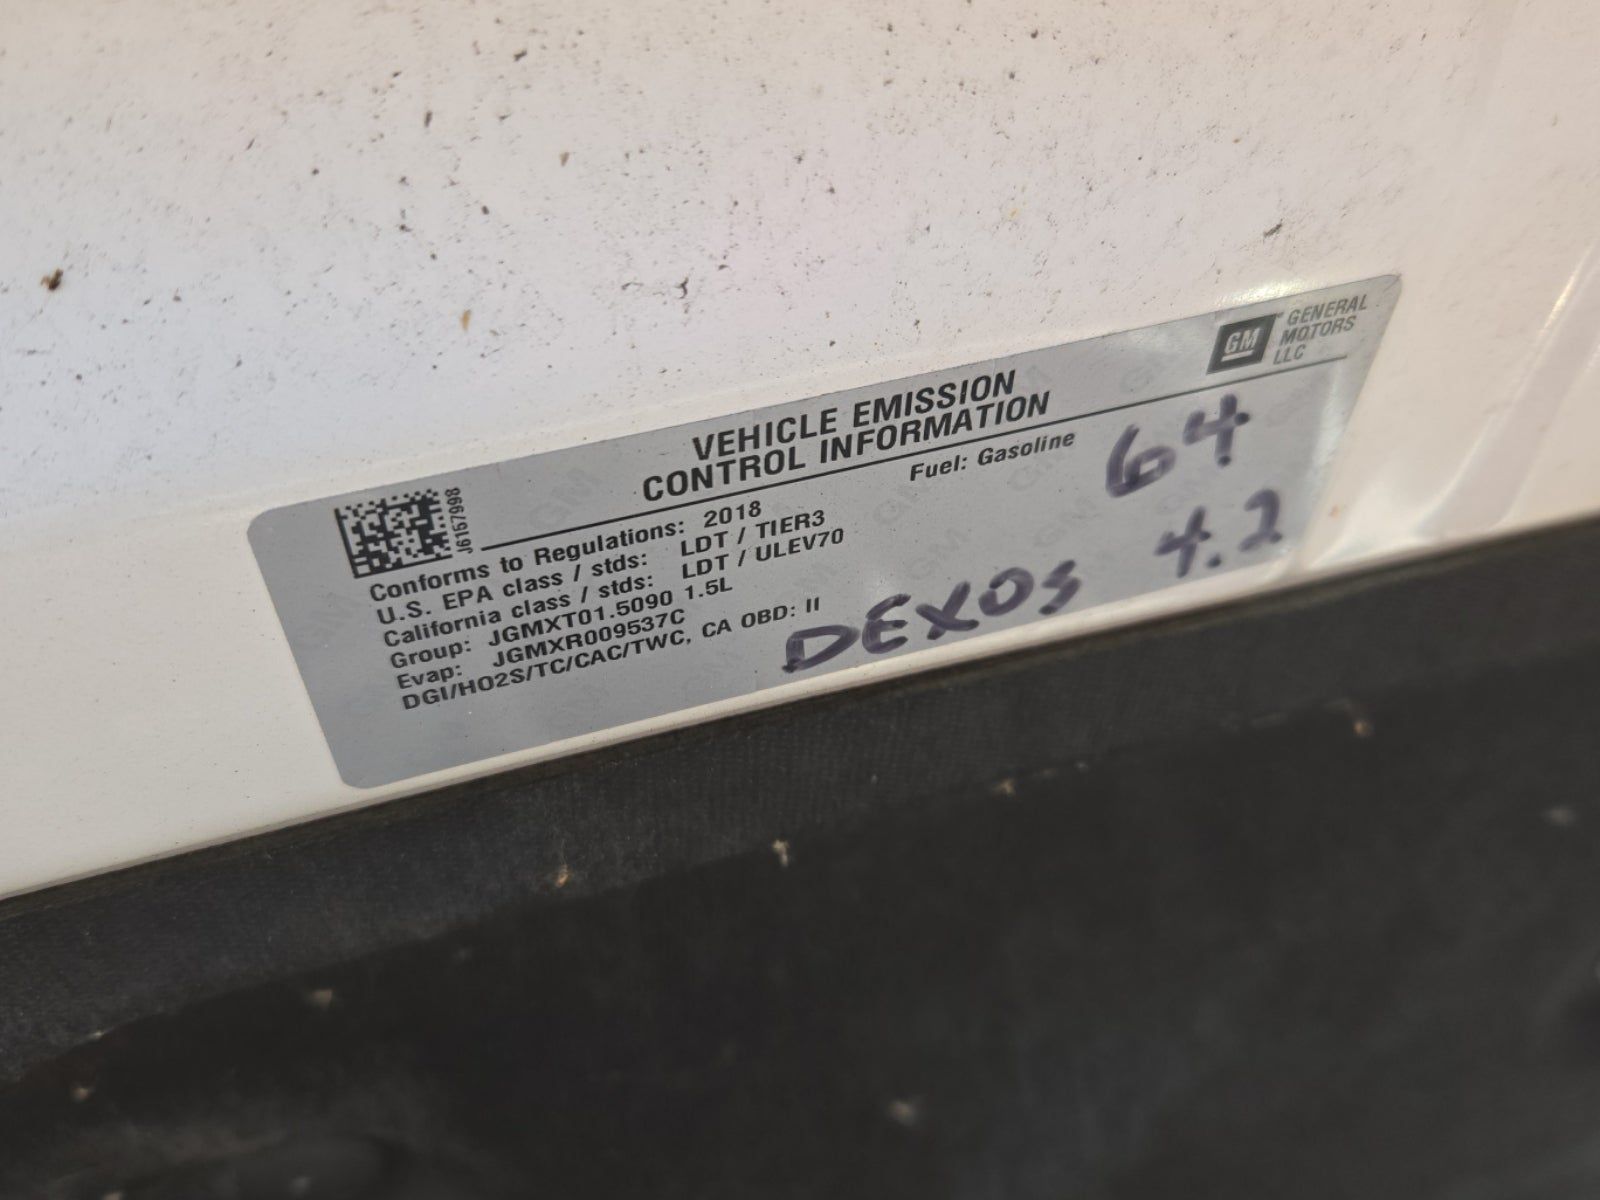 GM GENERAL
MOTORS
LLC
VEHICLE EMISSION
CONTROL INFORMATION
J6167998
Conforms to Regulations: 2018
Fuel: Gasoline
U.S. EPA class / stds: LDT / TIER3
California class / stds: LDT / ULEV70
Group: JGMXT01.5090 1.5L
Evap: JGMXR009537C
DGI/HO2S/TC/CAC/TWC, CA OBD: II
64
4.2
DEXOS